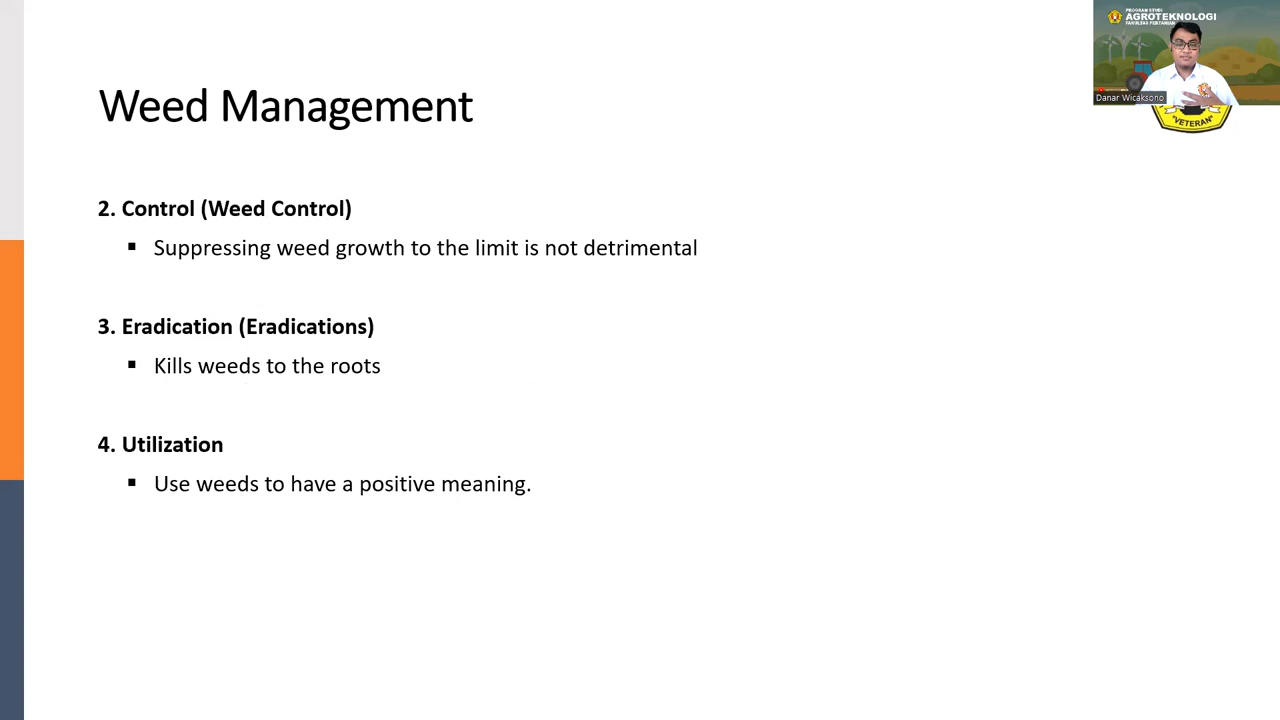 PROGRAM STUDI
AGROTEKNOLOGI
FAKULTAS PERTANIAN
Danar Wicaksono
"VETERAN"
Weed Management
2. Control (Weed Control)
▪ Suppressing weed growth to the limit is not detrimental
3. Eradication (Eradications)
▪ Kills weeds to the roots
4. Utilization
▪ Use weeds to have a positive meaning.